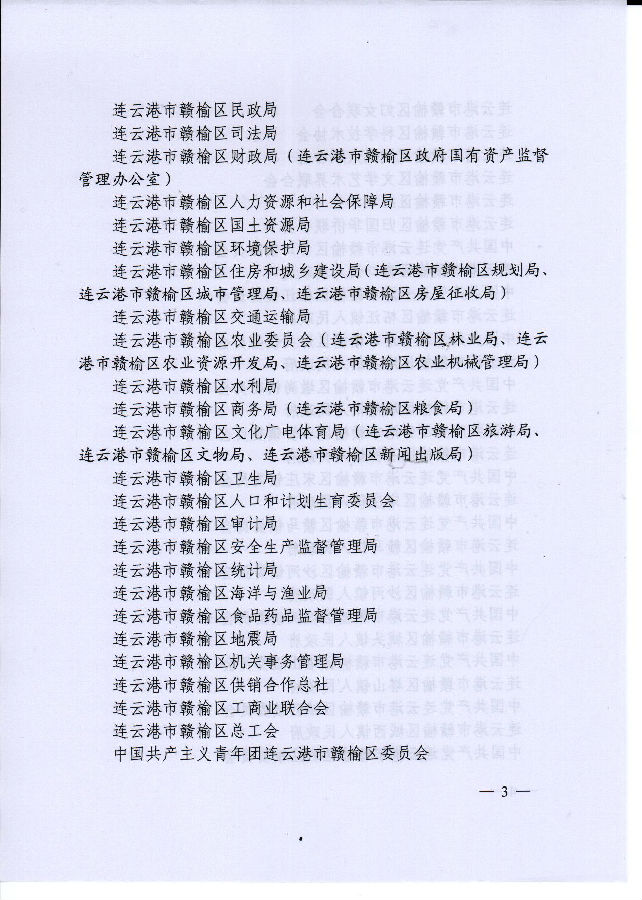 连云港市赣榆区民政局
连云港市赣榆区司法局
连云港市赣榆区财政局（连云港市赣榆区政府国有资产监督
管理办公室）
连云港市赣榆区人力资源和社会保障局
连云港市赣榆区国土资源局
连云港市赣榆区环境保护局
连云港市赣榆区住房和城乡建设局（连云港市赣榆区规划局、
连云港市赣榆区城市管理局、连云港市赣榆区房屋征收局）
连云港市赣榆区交通运输局
连云港市赣榆区农业委员会（连云港市赣榆区林业局、连云
港市赣榆区农业资源开发局、连云港市赣榆区农业机械管理局）
连云港市赣榆区水利局
连云港市赣榆区商务局（连云港市赣榆区粮食局）
连云港市赣榆区文化广电体育局（连云港市赣榆区旅游局、
连云港市赣榆区文物局、连云港市赣榆区新闻出版局）
连云港市赣榆区卫生局
连云港市赣榆区人口和计划生育委员会
连云港市赣榆区审计局
连云港市赣榆区安全生产监督管理局
连云港市赣榆区统计局
连云港市赣榆区海洋与渔业局
连云港市赣榆区食品药品监督管理局
连云港市赣榆区地震局
连云港市赣榆区机关事务管理局
连云港市赣榆区供销合作总社
连云港市赣榆区工商业联合会
连云港市赣榆区总工会
中国共产主义青年团连云港市赣榆区委员会
— 3 —